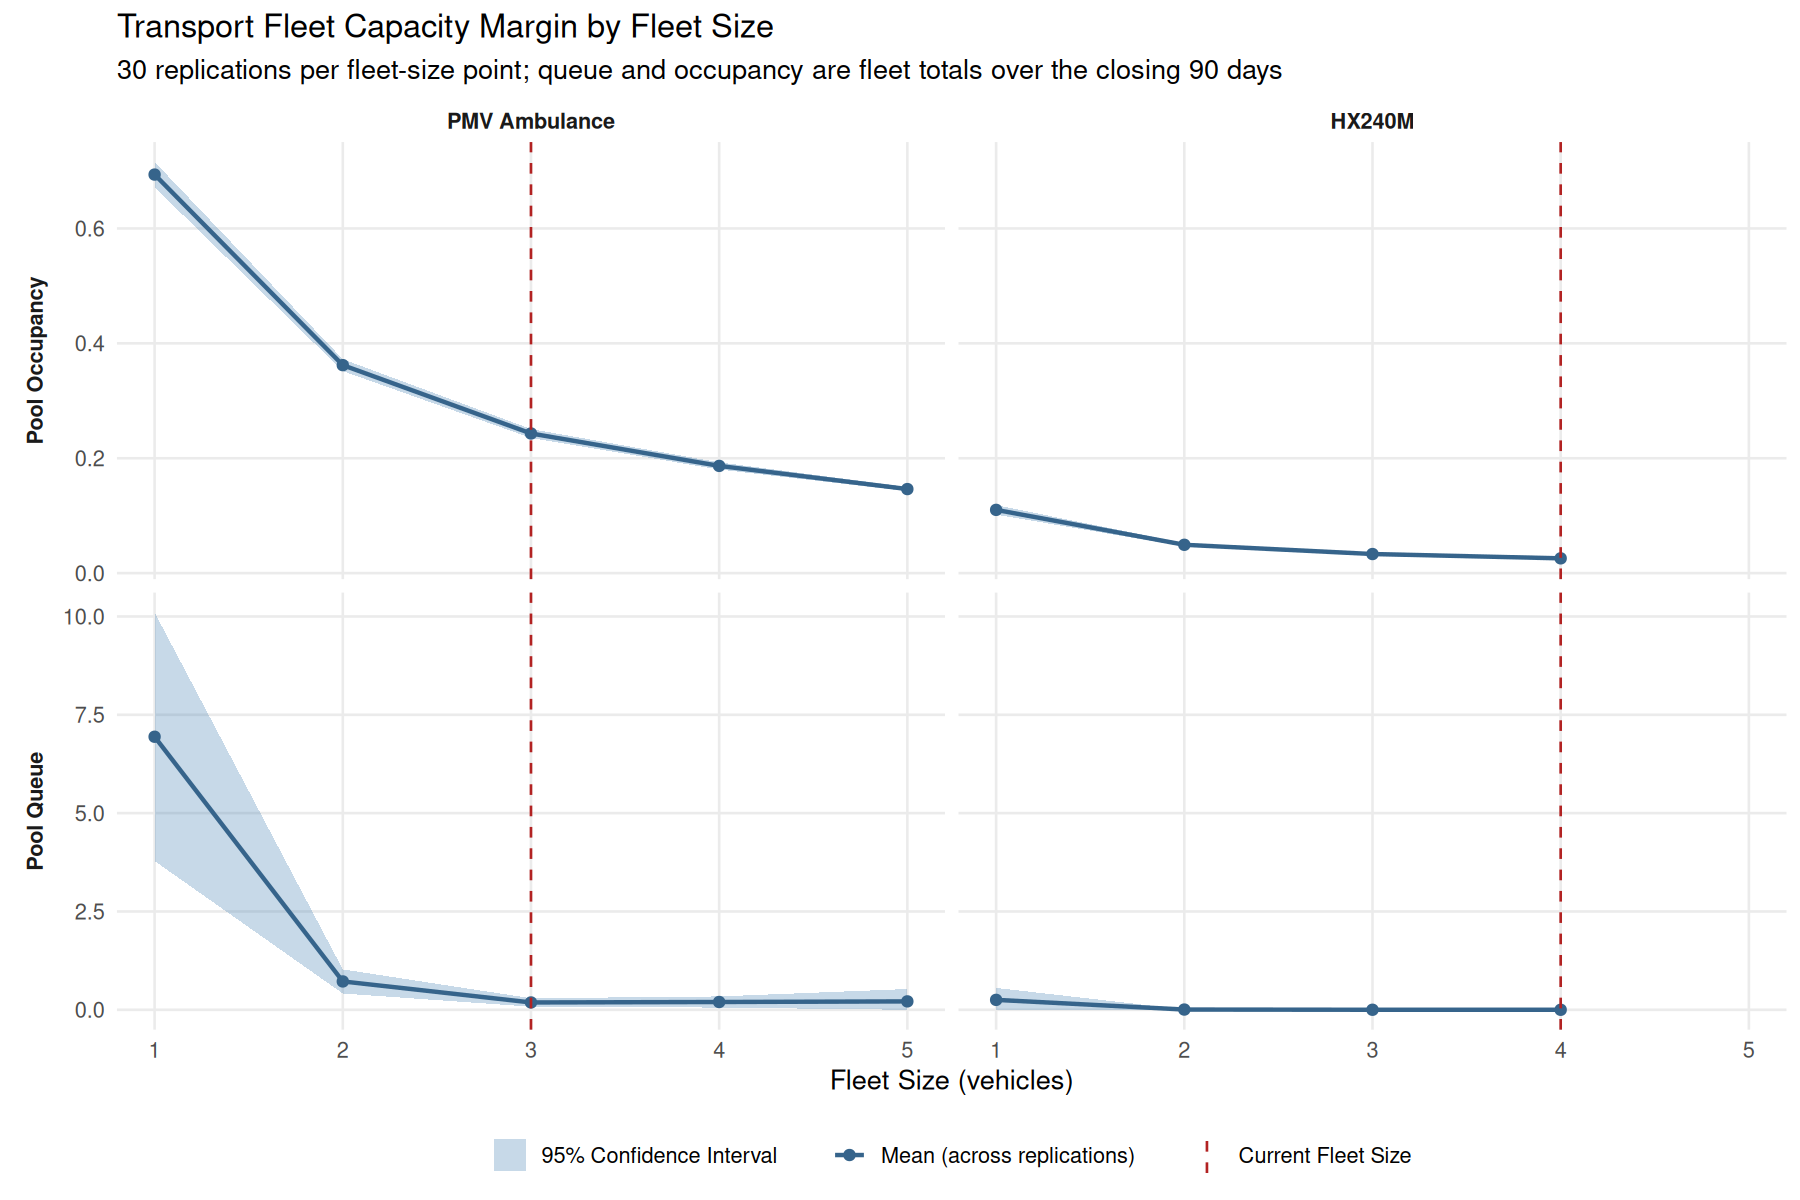 Transport Fleet Capacity Margin by Fleet Size
30 replications per fleet-size point; queue and occupancy are fleet totals over the closing 90 days
PMV Ambulance
HX240M
Pool Occupancy
0.6
0.4
0.2
0.0
Pool Queue
10.0
7.5
5.0
2.5
0.0
1 2 3 4 5
1 2 3 4 5
Fleet Size (vehicles)
95% Confidence Interval
Mean (across replications)
Current Fleet Size